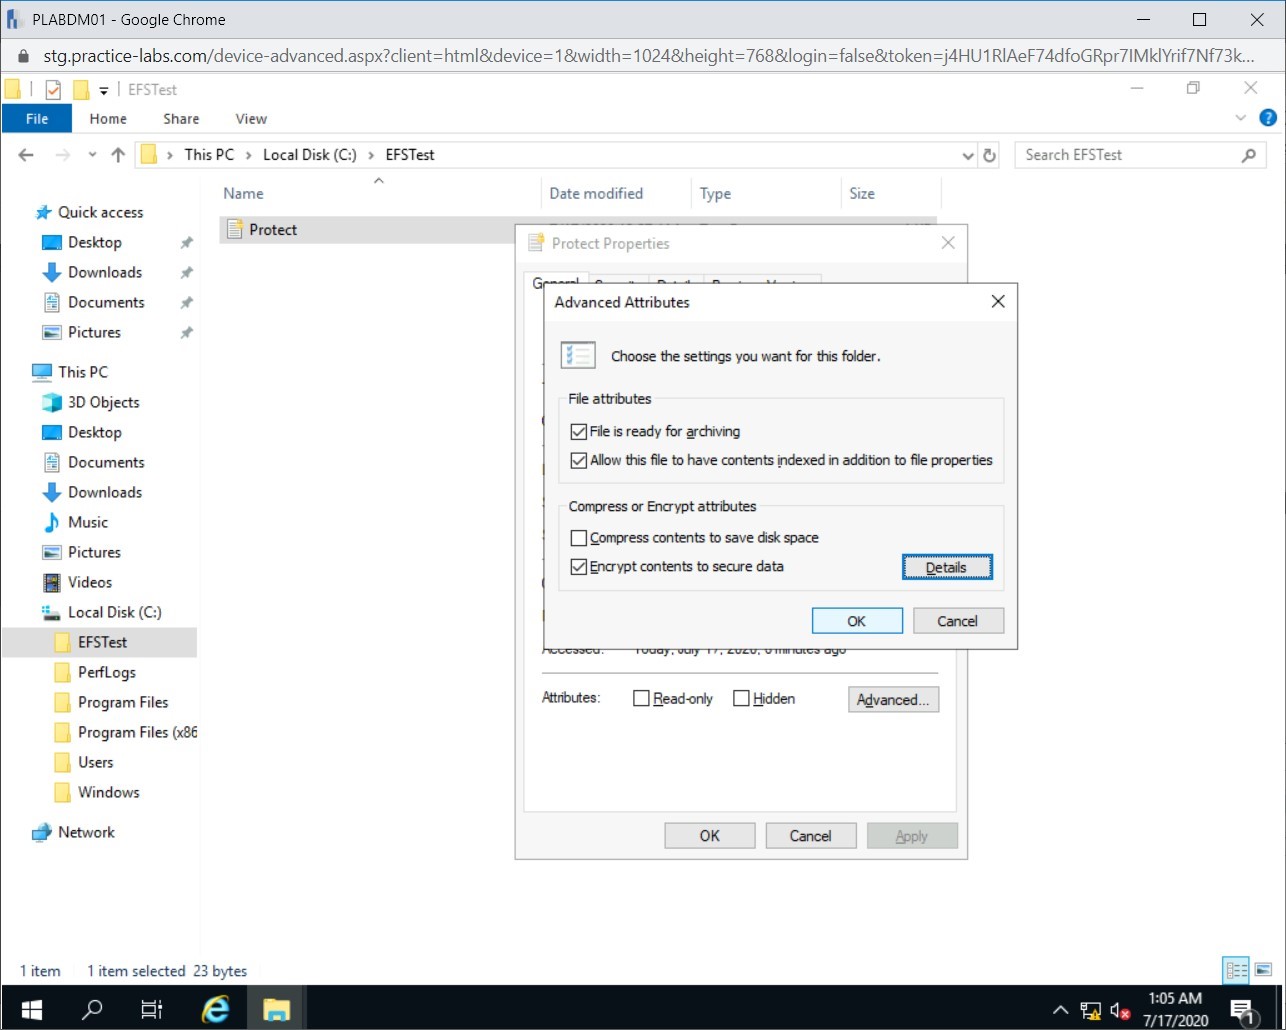 PLABDM01 - Google Chrome
stg.practice-labs.com/device-advanced.aspx?client=html&device=1&width=1024&height=768&login=false&token=j4HU1RlAeF74dfoGRpr7IMklYrif7Nf73k...
EFSTest
File Home Share View
This PC Local Disk (C:) EFSTest
Search EFSTest
Name Date modified Type Size
Quick access
Desktop
Downloads
Documents
Pictures
This PC
3D Objects
Desktop
Documents
Downloads
Music
Pictures
Videos
Local Disk (C:)
EFSTest
PerfLogs
Program Files
Program Files (x86
Users
Windows
Network
Protect
Protect Properties
General
Advanced Attributes
Choose the settings you want for this folder.
File attributes
File is ready for archiving
Allow this file to have contents indexed in addition to file properties
Compress or Encrypt attributes
Compress contents to save disk space
Encrypt contents to secure data
Details
OK Cancel
Accessed: Today, July 17, 2020, 6 minutes ago
Attributes: Read-only Hidden Advanced...
OK Cancel Apply
1 item 1 item selected 23 bytes
1:05 AM
7/17/2020
1